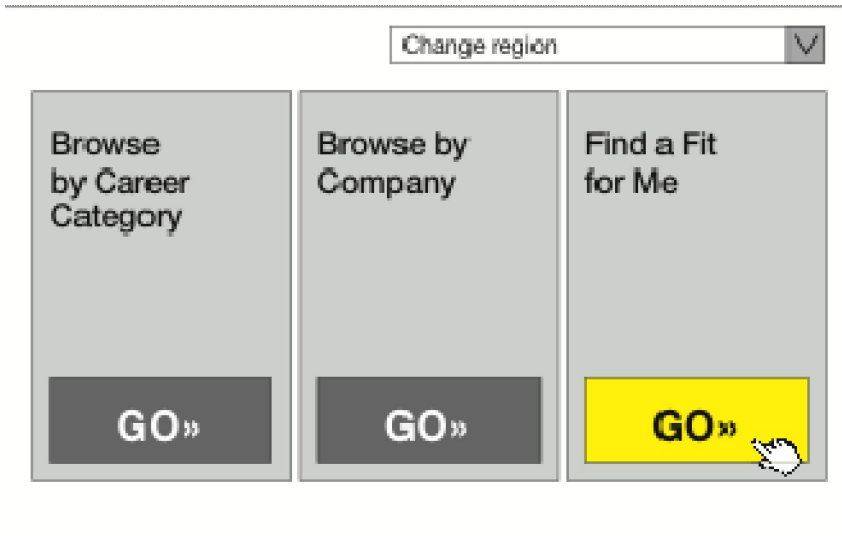 Change region
Browse
by Career
Category
GO»
Browse by
Company
GO»
Find a Fit
for Me
GO»